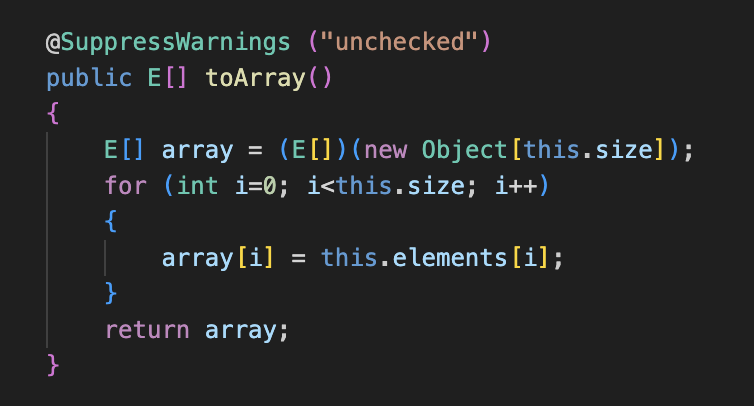 @SuppressWarnings ("unchecked")
public E[] toArray()
{
    E[] array = (E[])(new Object[this.size]);
    for (int i=0; i<this.size; i++)
    {
        array[i] = this.elements[i];
    }
    return array;
}